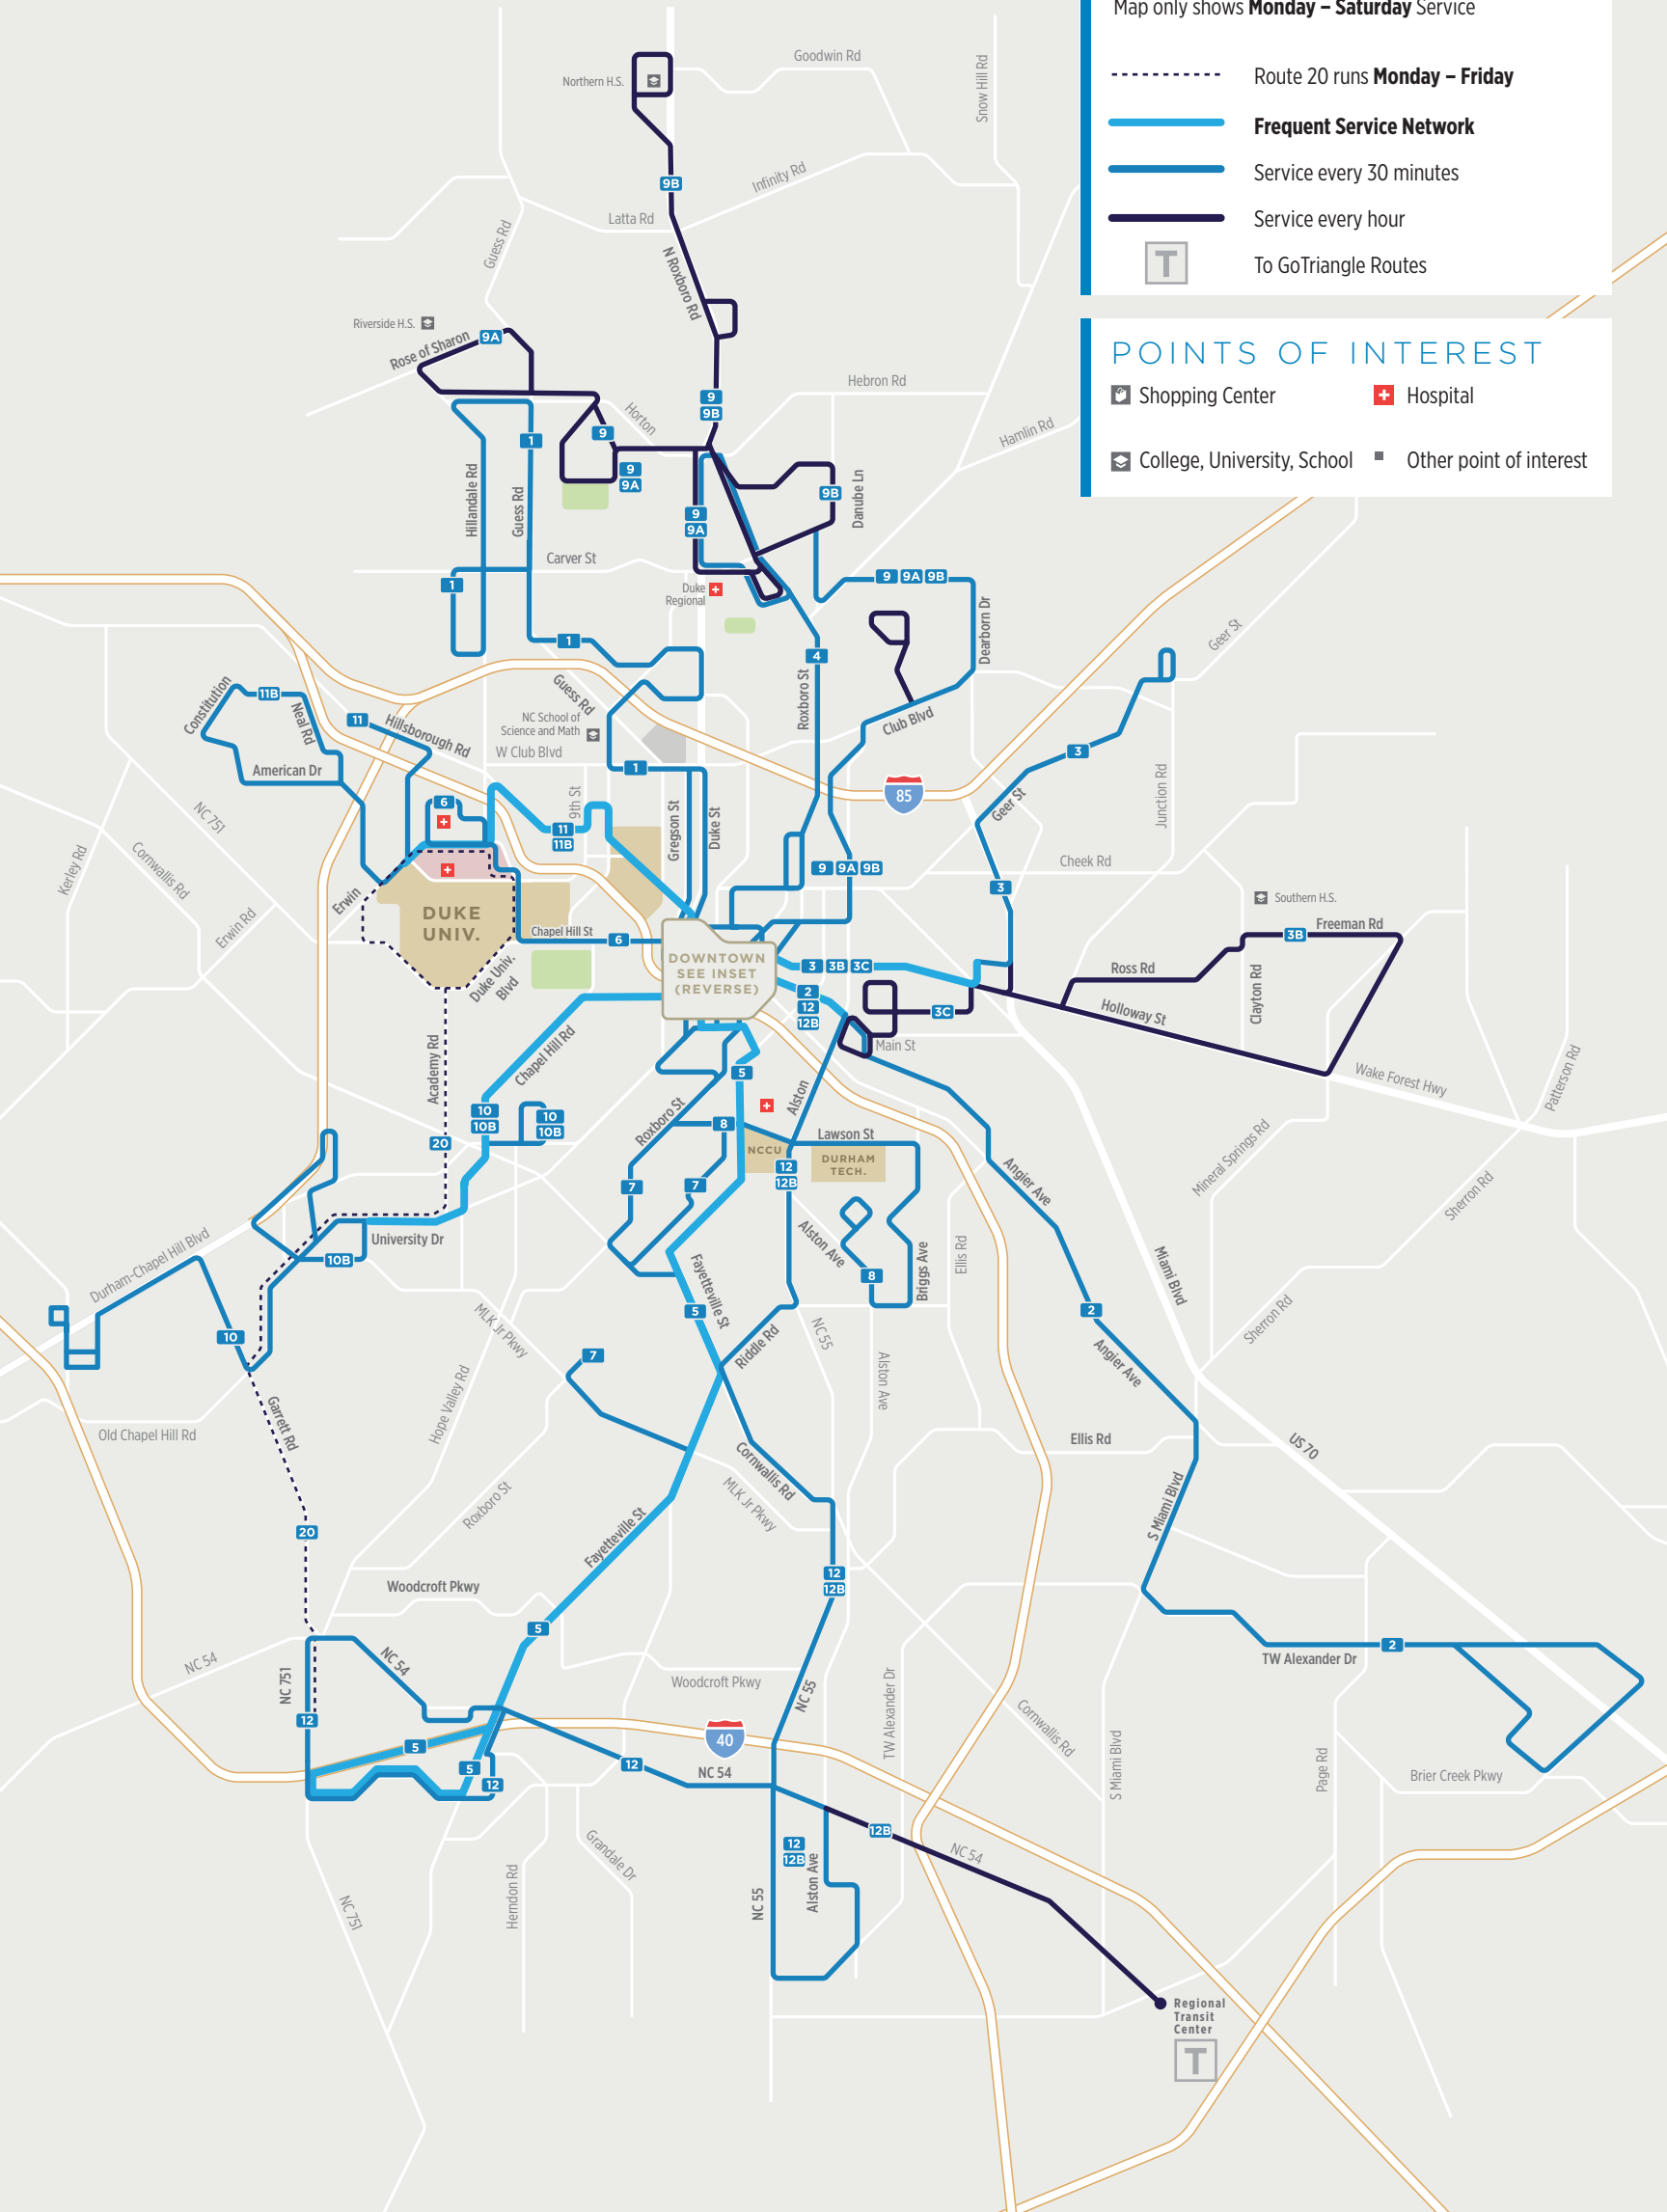 Map only shows Monday – Saturday Service
Route 20 runs Monday – Friday
Frequent Service Network
Service every 30 minutes
Service every hour
T
To GoTriangle Routes
POINTS OF INTEREST
Shopping Center
Hospital
College, University, School
Other point of interest
Goodwin Rd
Northern H.S.
Snow Hill Rd
9B
Infinity Rd
Latta Rd
Guess Rd
N Roxboro Rd
Riverside H.S.
9A
Rose of Sharon
Hebron Rd
9
9B
Horton
Hamlin Rd
9
1
9
9A
Hillandale Rd
Guess Rd
9B
Danube Ln
9
9A
Carver St
1
Duke
Regional
9 9A 9B
Dearborn Dr
1
4
Geer St
Constitution
11B
Neal Rd
11
Hillsborough Rd
Guess Rd
NC School of
Science and Math
W Club Blvd
Roxboro St
Club Blvd
3
American Dr
1
85
Geer St
Junction Rd
NC 751
6
9th St
11
11B
Gregson St
Duke St
Kerley Rd
Cornwallis Rd
9 9A 9B
Cheek Rd
3
Erwin
Erwin Rd
DUKE
UNIV.
Chapel Hill St
6
Southern H.S.
Freeman Rd
3B
DOWNTOWN
SEE INSET
(REVERSE)
3 3B 3C
Ross Rd
Clayton Rd
Duke Univ.
Blvd
2
12
12B
3C
Holloway St
Main St
Academy Rd
Chapel Hill Rd
5
Wake Forest Hwy
Patterson Rd
10
10B
10
10B
20
Roxboro St
8
Alston
Lawson St
NCCU
DURHAM
TECH.
12
12B
Mineral Springs Rd
Angier Ave
Sherron Rd
7
7
Durham-Chapel Hill Blvd
University Dr
10B
Alston Ave
8
Briggs Ave
Ellis Rd
Miami Blvd
Fayetteville St
5
2
10
MLK Jr Pkwy
Riddle Rd
NC 55
Sherron Rd
7
Alston Ave
Angier Ave
Hope Valley Rd
Garrett Rd
Old Chapel Hill Rd
Cornwallis Rd
Ellis Rd
US 70
Roxboro St
MLK Jr Pkwy
S Miami Blvd
20
Fayetteville St
12
12B
Woodcroft Pkwy
5
2
TW Alexander Dr
NC 54
NC 54
NC 751
Woodcroft Pkwy
NC 55
TW Alexander Dr
Cornwallis Rd
12
5
40
12
5
12
NC 54
S Miami Blvd
Page Rd
Brier Creek Pkwy
12B
12
12B
NC 54
Grandale Dr
Herndon Rd
NC 751
NC 55
Alston Ave
Regional
Transit
Center
T